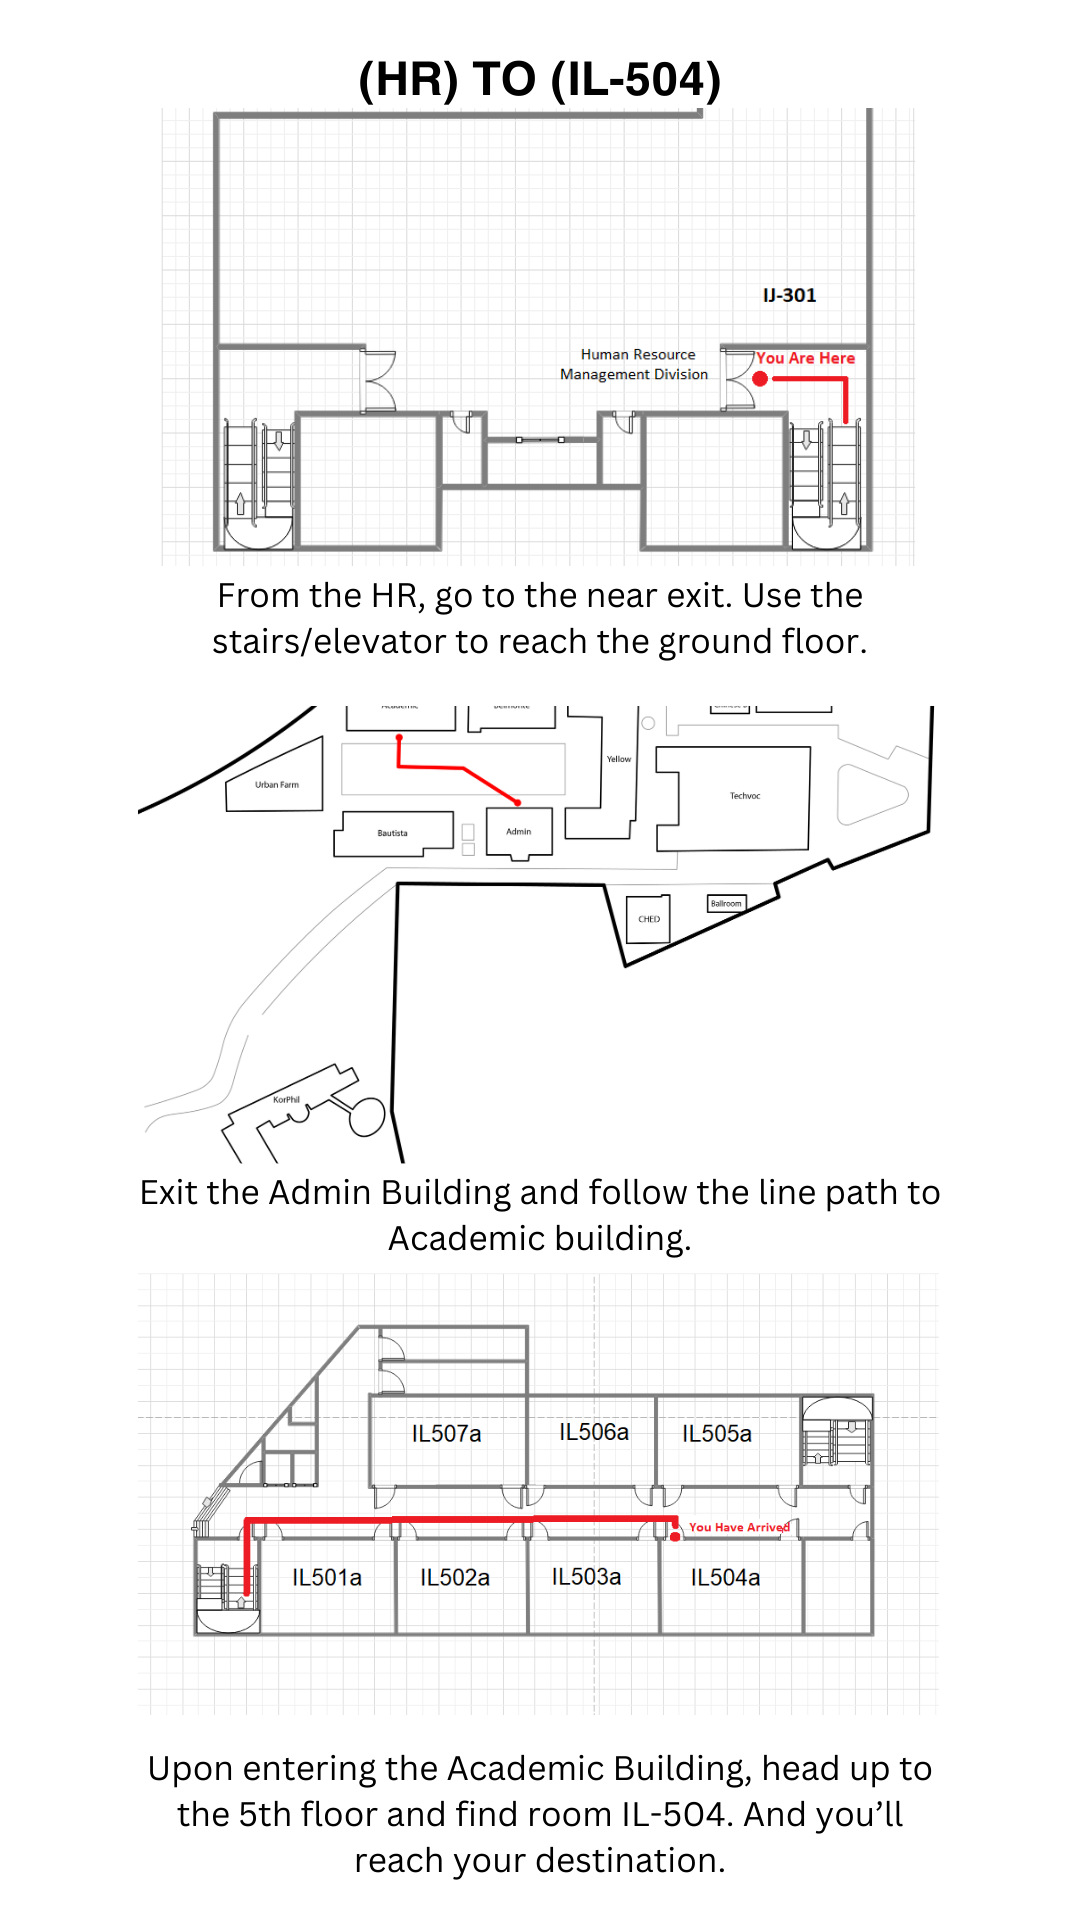 (HR) TO (IL-504)
IJ-301
Human Resource
Management Division
You Are Here
From the HR, go to the near exit. Use the
stairs/elevator to reach the ground floor.
Academic
Belmonte
Yellow
Urban Farm
Techvoc
Bautista
Admin
CHED
Ballroom
KorPhil
Exit the Admin Building and follow the line path to
Academic building.
IL507a
IL506a
IL505a
You Have Arrived
IL501a
IL502a
IL503a
IL504a
Upon entering the Academic Building, head up to
the 5th floor and find room IL-504. And you’ll
reach your destination.